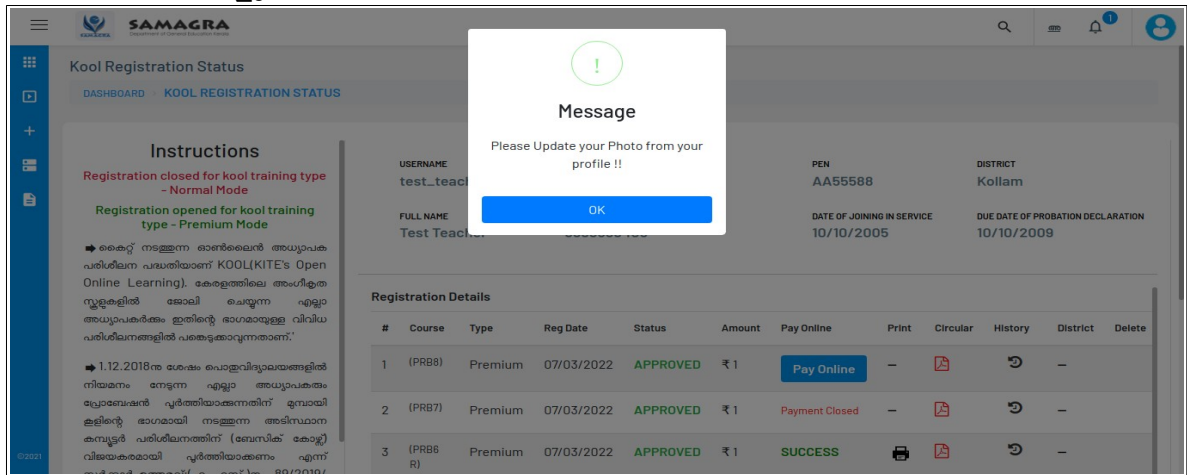 SAMAGRA
Department of General Education Kerala
SAMAGRA
1
Kool Registration Status
DASHBOARD > KOOL REGISTRATION STATUS
!
Message
Please Update your Photo from your
profile !!
OK
Instructions
Registration closed for kool training type
- Normal Mode
Registration opened for kool training
type - Premium Mode
➡ കൈറ്റ് നടത്തുന്ന ഓൺലൈൻ അധ്യാപക
പരിശീലന പദ്ധതിയാണ് KOOL(KITE's Open
Online Learning). കേരളത്തിലെ അംഗീകൃത
സ്കൂളുകളിൽ ജോലി ചെയ്യുന്ന എല്ലാ
അധ്യാപകർക്കും ഇതിന്റെ ഭാഗമായുള്ള വിവിധ
പരിശീലനങ്ങളിൽ പങ്കെടുക്കാവുന്നതാണ്.'
➡ 1.12.2018നു ശേഷം പൊതുവിദ്യാലയങ്ങളിൽ
നിയമനം നേടുന്ന എല്ലാ അധ്യാപകരും
പ്രോബേഷൻ പൂർത്തിയാക്കുന്നതിന് മുമ്പായി
കൂളിന്റെ ഭാഗമായി നടത്തുന്ന അടിസ്ഥാന
കമ്പ്യൂട്ടർ പരിശീലനത്തിന് (ബേസിക് കോഴ്സ്)
വിജയകരമായി പൂർത്തിയാക്കണം എന്ന്
©2021
USERNAME PEN DISTRICT
test_teac AA55588 Kollam
FULL NAME DATE OF JOINING IN SERVICE DUE DATE OF PROBATION DECLARATION
Test Teacher 10/10/2005 10/10/2009
Registration Details
# Course Type Reg Date Status Amount Pay Online Print Circular History District Delete
1 (PRB8) Premium 07/03/2022 APPROVED ₹ 1 Pay Online – –
2 (PRB7) Premium 07/03/2022 APPROVED ₹ 1 Payment Closed – –
3 (PRB6 Premium 07/03/2022 APPROVED ₹ 1 SUCCESS –
R)